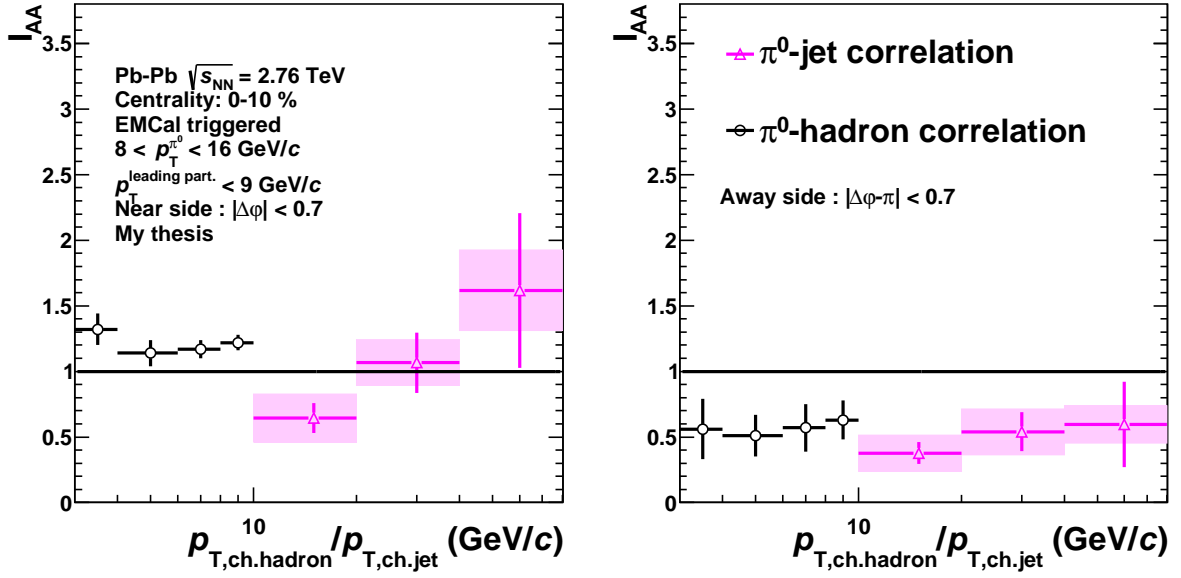 I_AA
3.5
3
2.5
2
1.5
1
0.5
0
Pb-Pb √s_NN = 2.76 TeV
Centrality: 0-10 %
EMCal triggered
8 < p_T^π⁰ < 16 GeV/c
p_T^leading part. < 9 GeV/c
Near side : |Δφ| < 0.7
My thesis
10
p_T,ch.hadron/p_T,ch.jet (GeV/c)
I_AA
3.5
3
2.5
2
1.5
1
0.5
0
π⁰-jet correlation
π⁰-hadron correlation
Away side : |Δφ-π| < 0.7
10
p_T,ch.hadron/p_T,ch.jet (GeV/c)